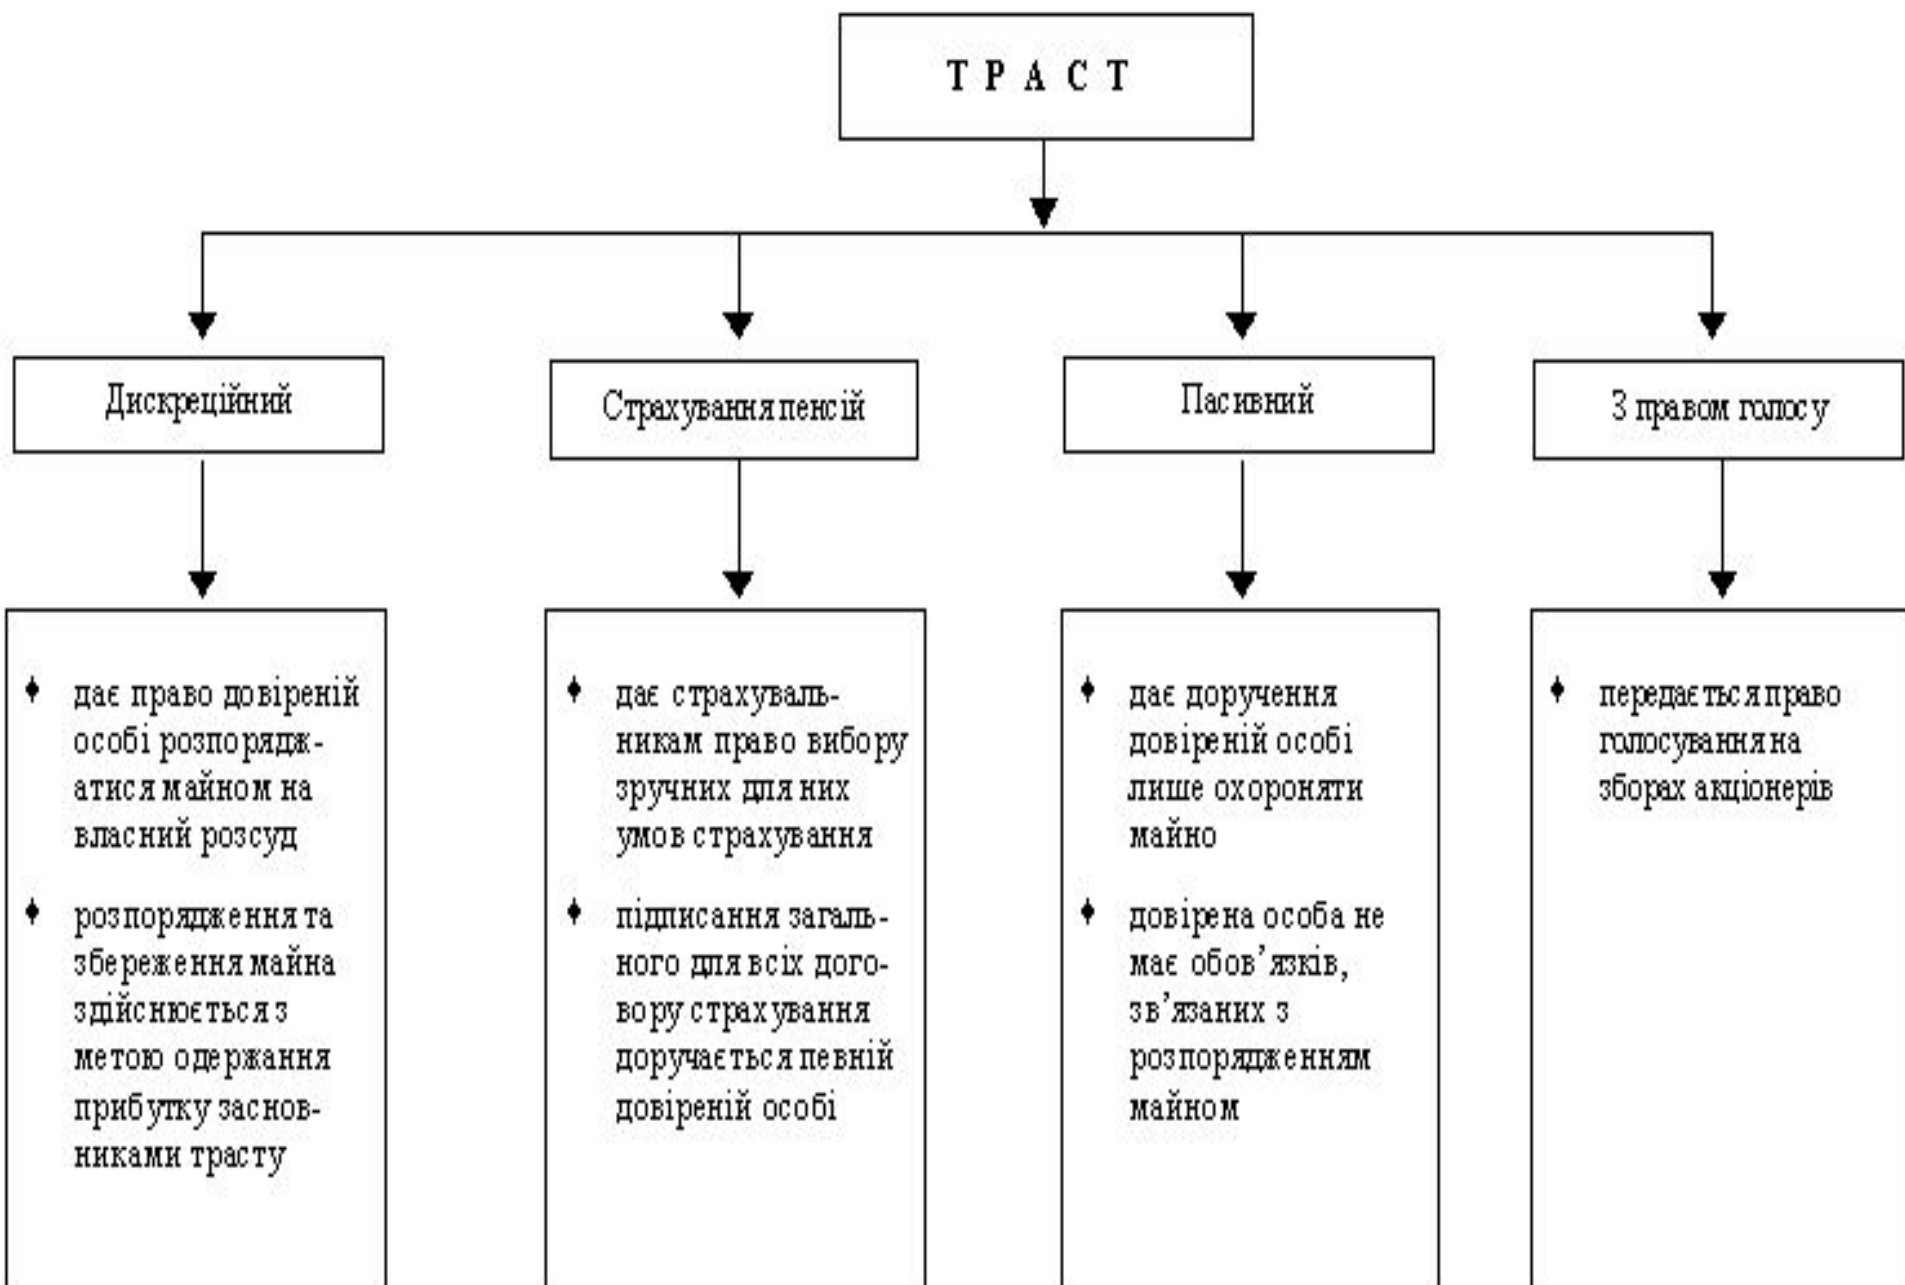 Т Р А С Т
Дискреційний
Страхування пенсій
Пасивний
З правом голосу
♦ дає право довіреній
особі розпорядж-
атися майном на
власний розсуд
♦ розпорядження та
збереження майна
здійснюється з
метою одержання
прибутку заснов-
никами трасту
♦ дає страхуваль-
никам право вибору
зручних для них
умов страхування
♦ підписання загаль-
ного для всіх дого-
вору страхування
доручається певній
довіреній особі
♦ дає доручення
довіреній особі
лише охороняти
майно
♦ довірена особа не
має обов’язків,
зв’язаних з
розпорядженням
майном
♦ передається право
голосування на
зборах акціонерів